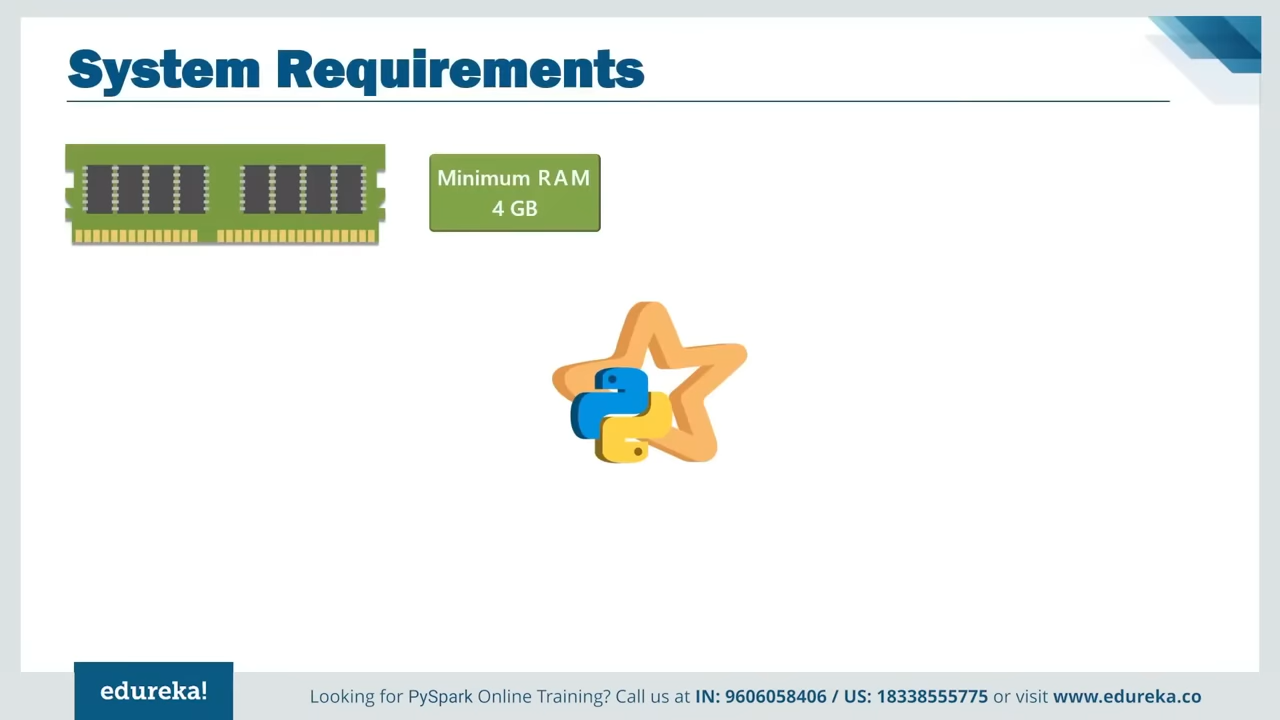 System Requirements
Minimum RAM
4 GB
edureka!
Looking for PySpark Online Training? Call us at IN: 9606058406 / US: 18338555775 or visit www.edureka.co